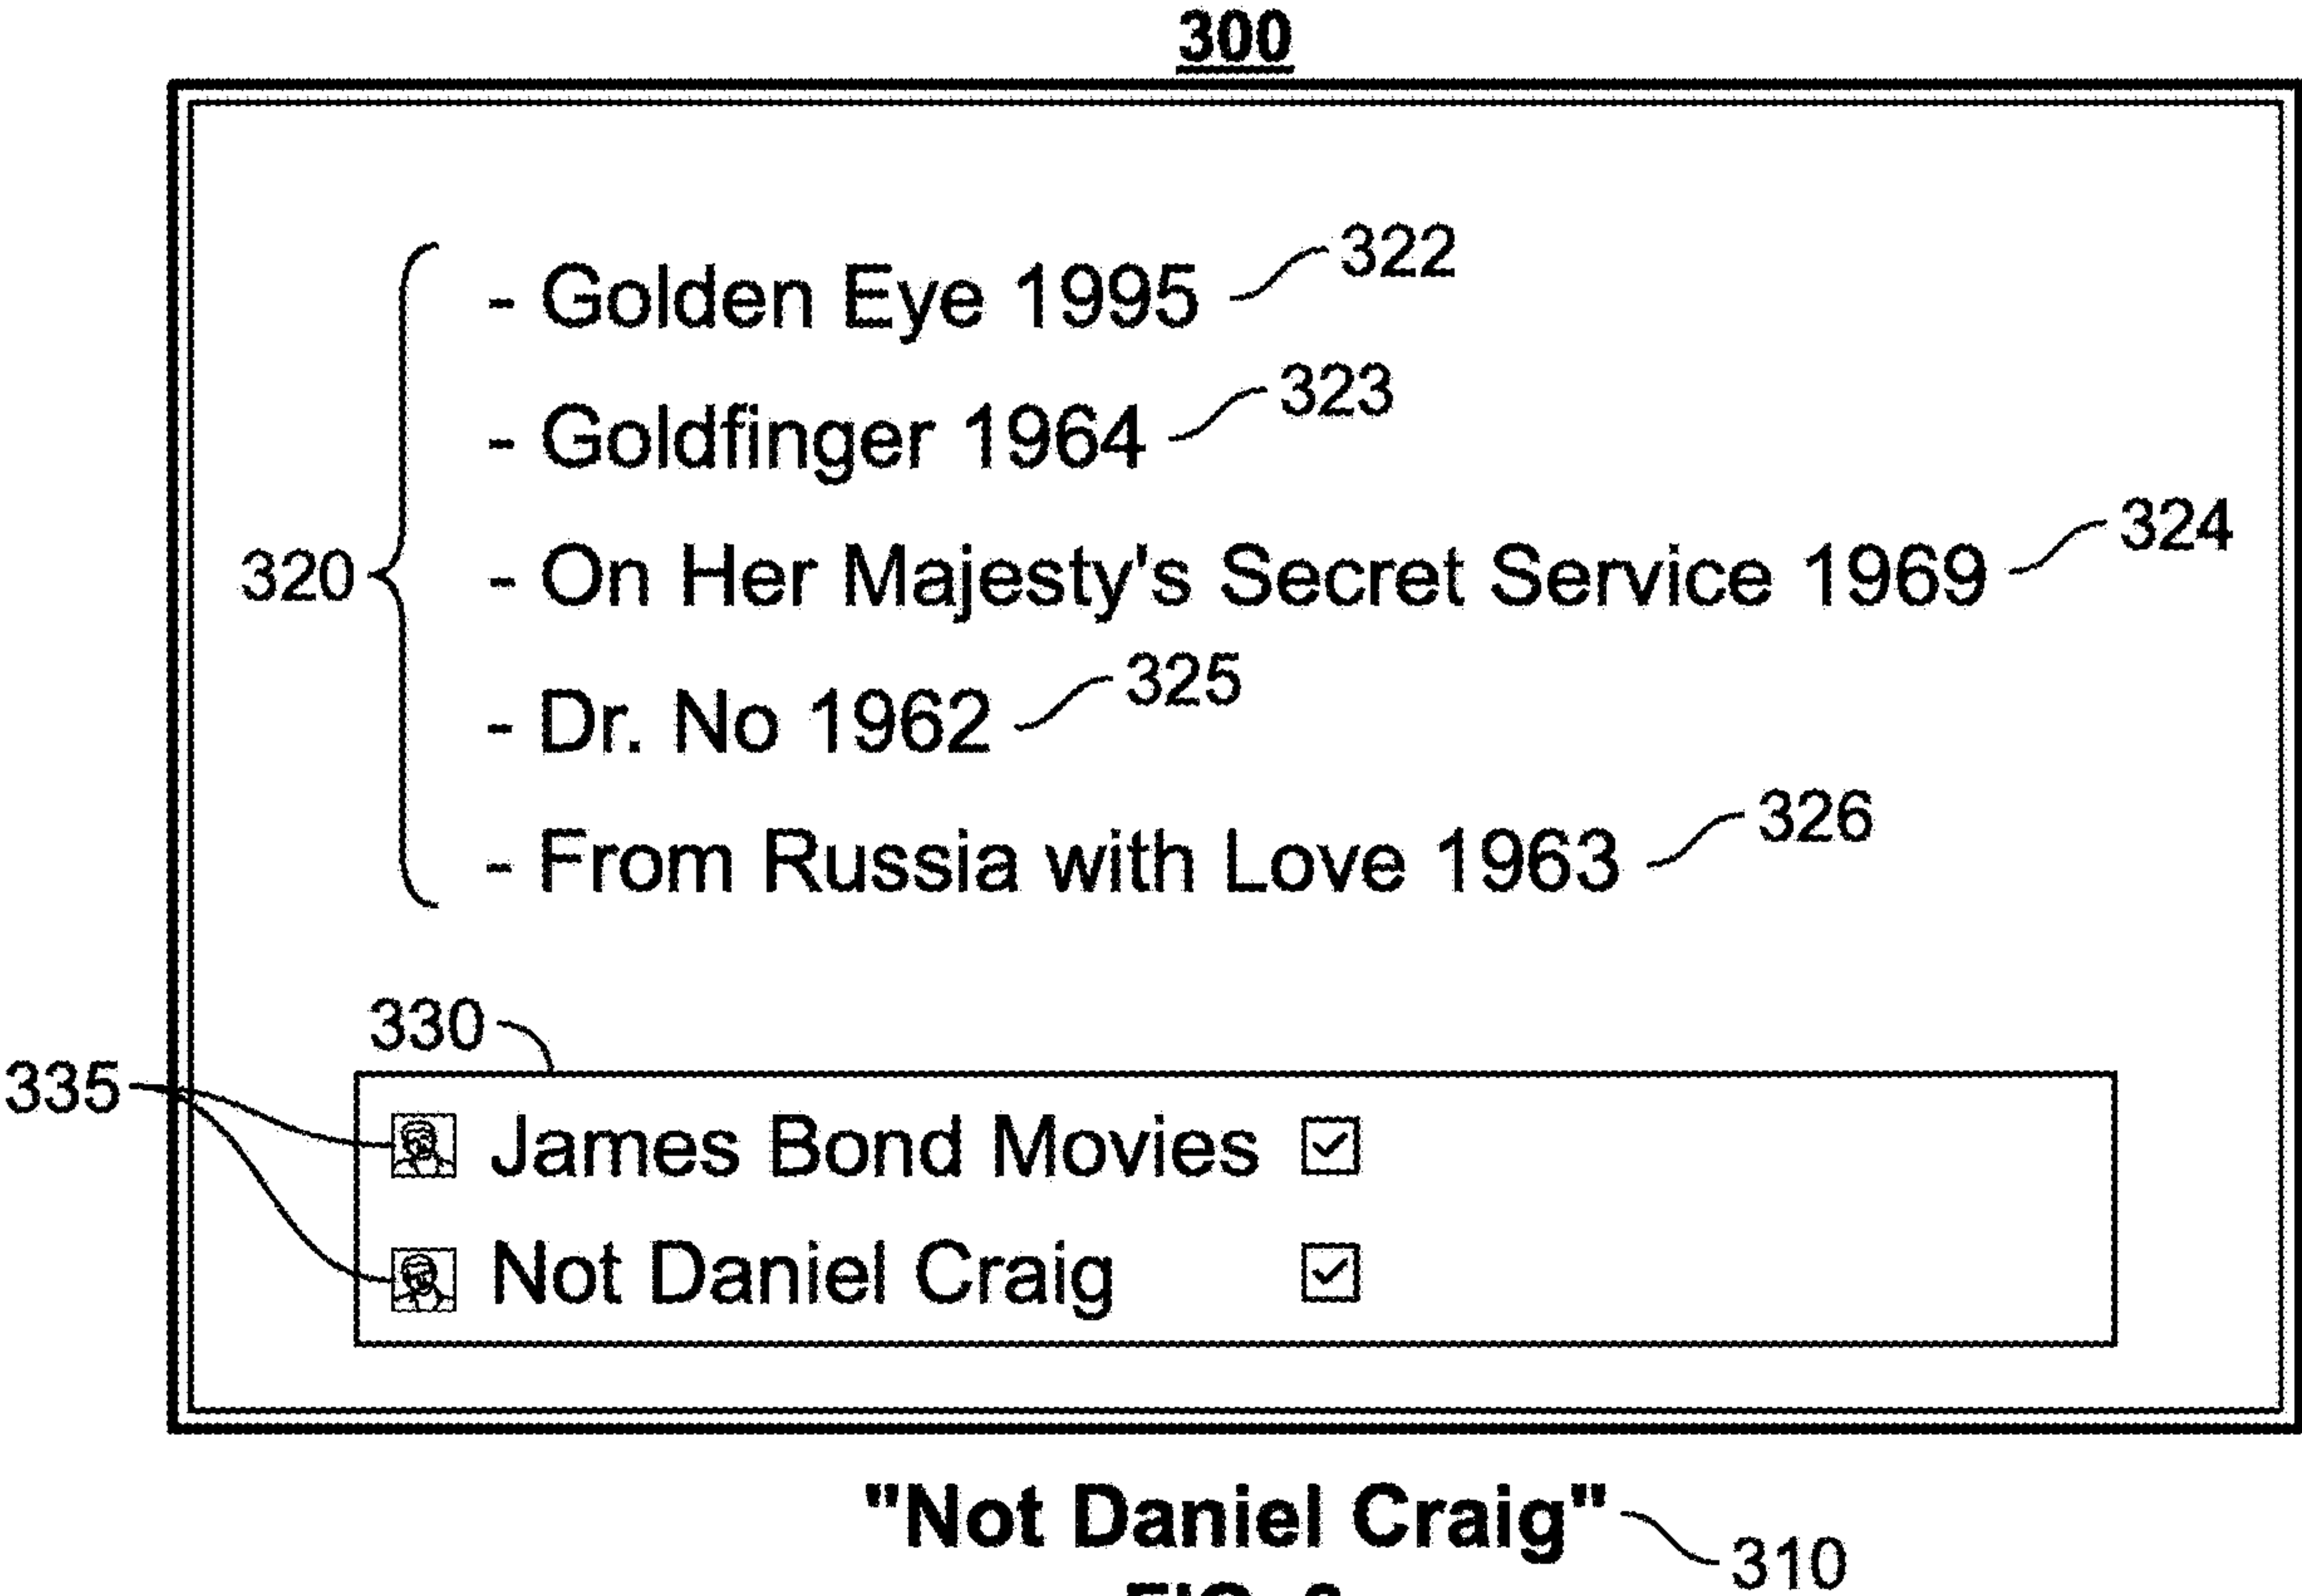 300
- Golden Eye 1995 322
- Goldfinger 1964 323
320 - On Her Majesty's Secret Service 1969 324
- Dr. No 1962 325
- From Russia with Love 1963 326
330
335
James Bond Movies
Not Daniel Craig
"Not Daniel Craig" 310
FIG.